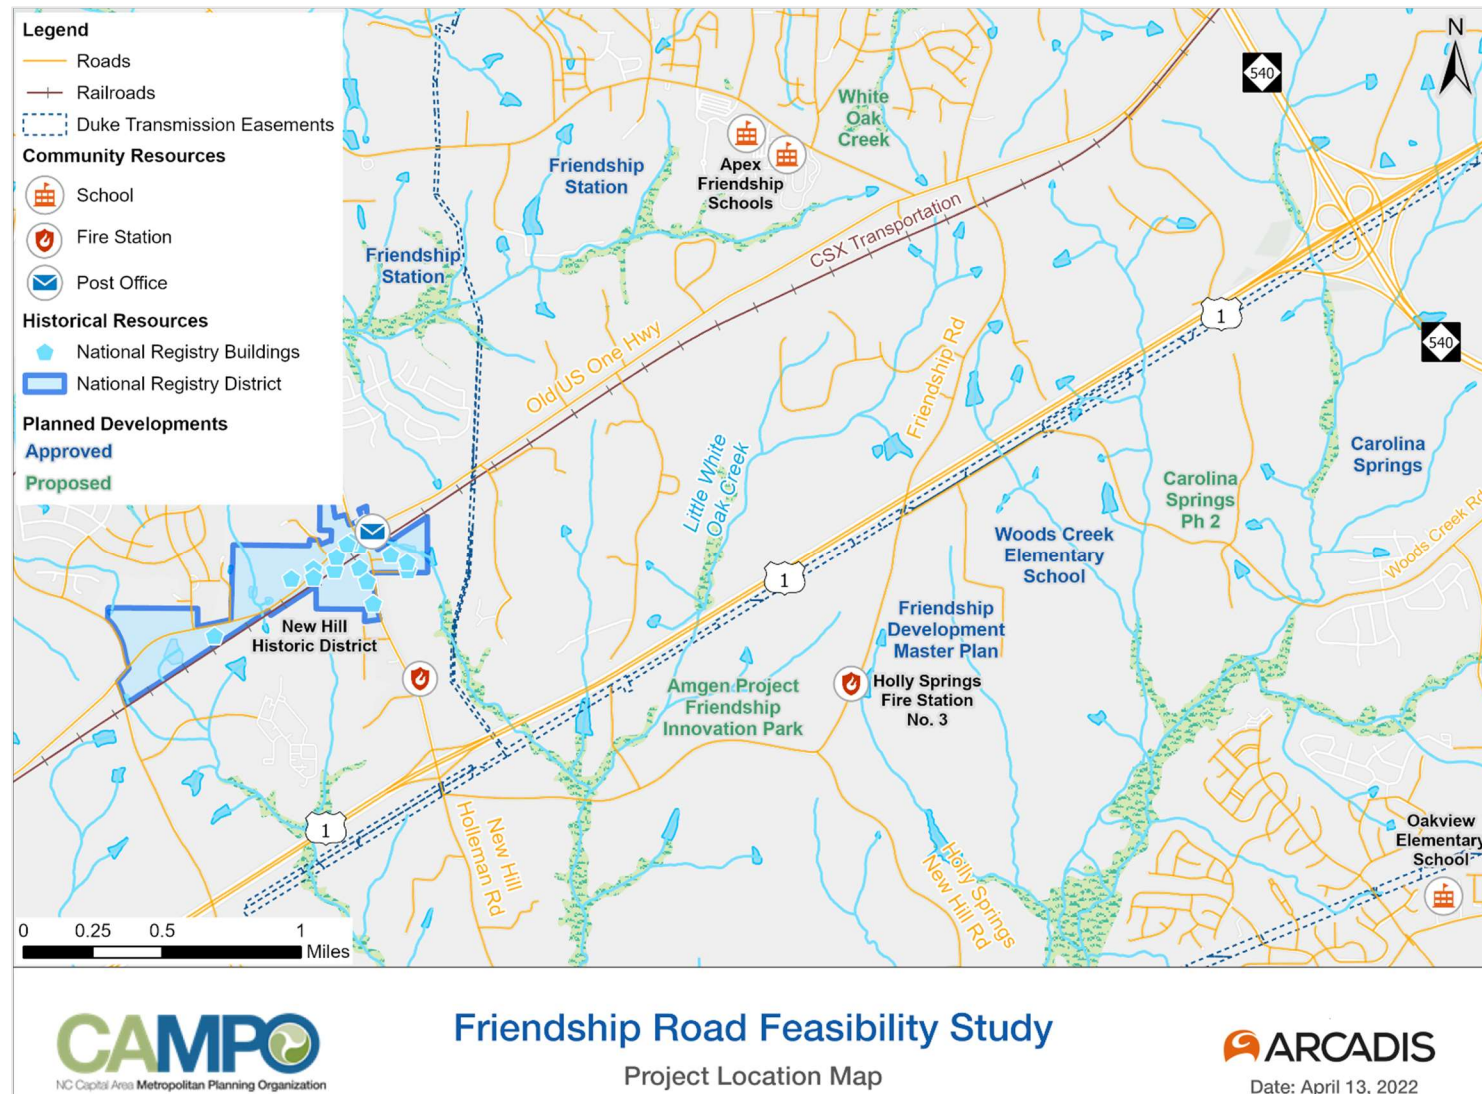 Legend
Roads
Railroads
Duke Transmission Easements
Community Resources
School
Fire Station
Post Office
Historical Resources
National Registry Buildings
National Registry District
Planned Developments
Approved
Proposed
N
540
White
Oak
Creek
Friendship
Station
Apex
Friendship
Schools
CSX Transportation
Friendship
Station
1
540
Old US One Hwy
Friendship Rd
Little White
Oak Creek
Carolina
Springs
Carolina
Springs
Ph 2
Woods Creek
Elementary
School
Woods Creek Rd
1
New Hill
Historic District
Friendship
Development
Master Plan
Holly Springs
Fire Station
No. 3
Amgen Project
Friendship
Innovation Park
1
New Hill
Holleman Rd
Holly Springs
New Hill Rd
Oakview
Elementary
School
0 0.25 0.5 1
Miles
CAMPO
NC Capital Area Metropolitan Planning Organization
Friendship Road Feasibility Study
Project Location Map
ARCADIS
Date: April 13, 2022